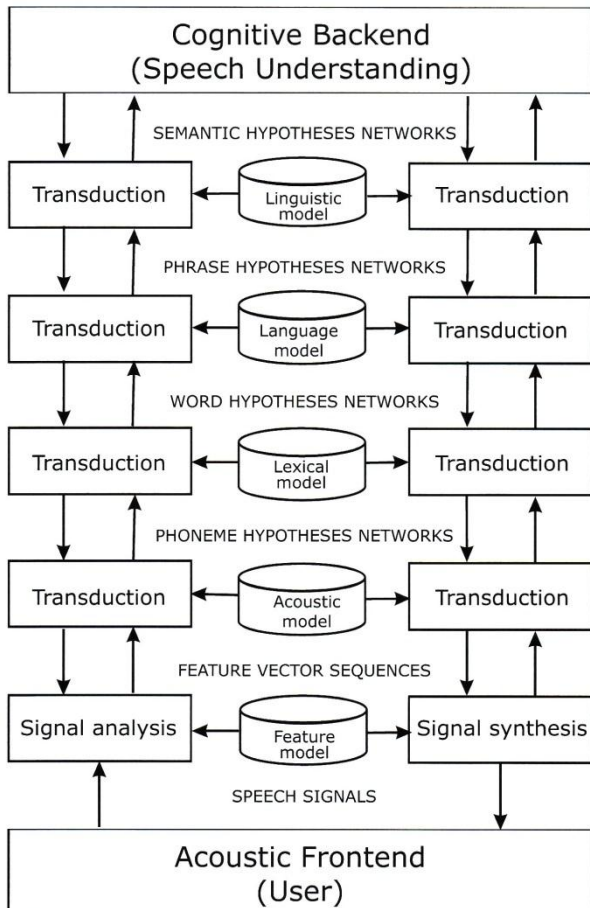 Cognitive Backend
(Speech Understanding)
SEMANTIC HYPOTHESES NETWORKS
Transduction
Linguistic
model
Transduction
PHRASE HYPOTHESES NETWORKS
Transduction
Language
model
Transduction
WORD HYPOTHESES NETWORKS
Transduction
Lexical
model
Transduction
PHONEME HYPOTHESES NETWORKS
Transduction
Acoustic
model
Transduction
FEATURE VECTOR SEQUENCES
Signal analysis
Feature
model
Signal synthesis
SPEECH SIGNALS
Acoustic Frontend
(User)